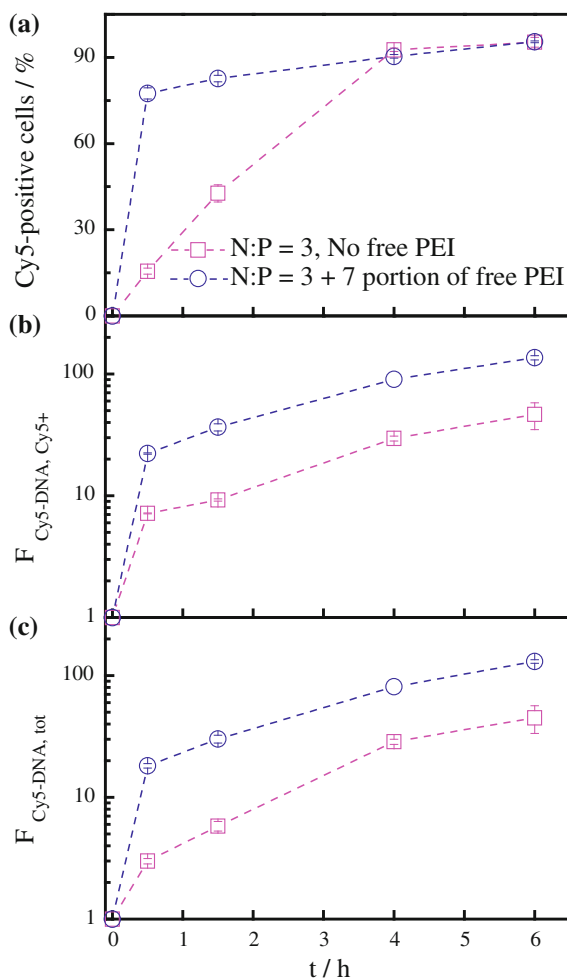 (a)
Cy5-positive cells / %
90
60
30
0
N:P = 3, No free PEI
N:P = 3 + 7 portion of free PEI
(b)
F Cy5-DNA, Cy5+
100
10
1
(c)
F Cy5-DNA, tot
100
10
1
0 1 2 3 4 5 6
t / h